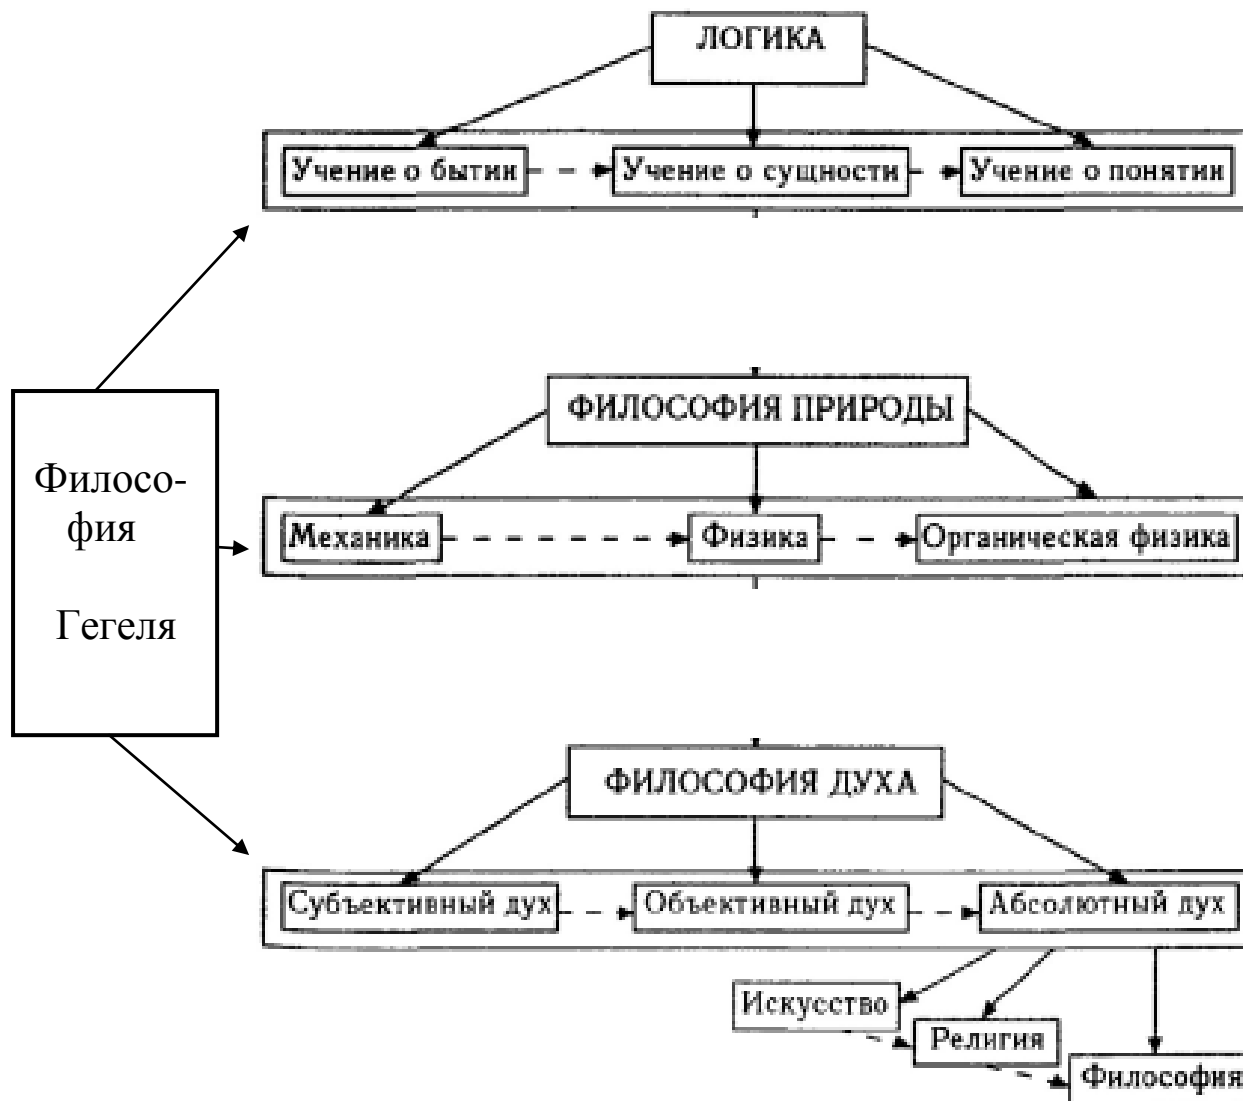 ЛОГИКА
Учение о бытии
Учение о сущности
Учение о понятии
Филосо-
фия
Гегеля
ФИЛОСОФИЯ ПРИРОДЫ
Механика
Физика
Органическая физика
ФИЛОСОФИЯ ДУХА
Субъективный дух
Объективный дух
Абсолютный дух
Искусство
Религия
Философия